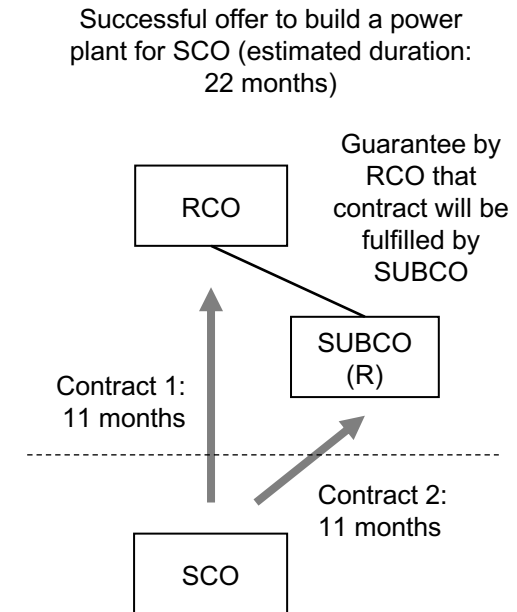 Successful offer to build a power
plant for SCO (estimated duration:
22 months)
Guarantee by
RCO that
contract will be
fulfilled by
SUBCO
RCO
SUBCO
(R)
Contract 1:
11 months
Contract 2:
11 months
SCO